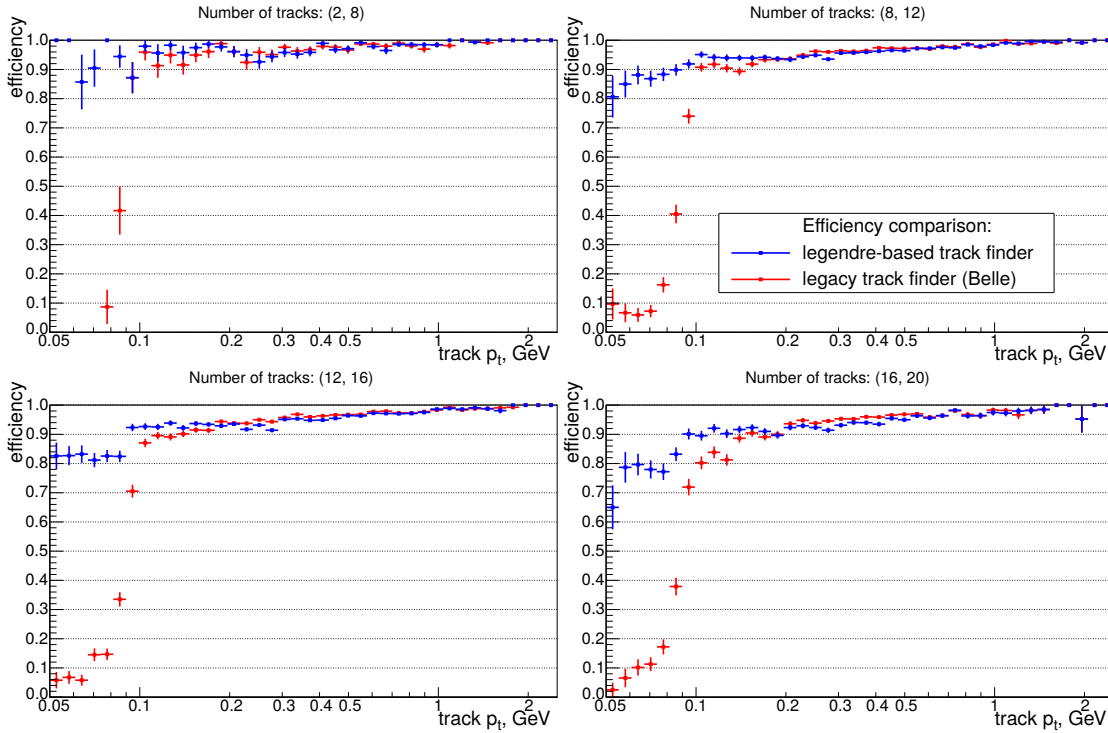 Number of tracks: (2, 8)
efficiency
1.0
0.9
0.8
0.7
0.6
0.5
0.4
0.3
0.2
0.1
0.0
0.05 0.1 0.2 0.3 0.4 0.5 1 2
track pt, GeV
Number of tracks: (8, 12)
efficiency
1.0
0.9
0.8
0.7
0.6
0.5
0.4
0.3
0.2
0.1
0.0
Efficiency comparison:
legendre-based track finder
legacy track finder (Belle)
0.05 0.1 0.2 0.3 0.4 0.5 1 2
track pt, GeV
Number of tracks: (12, 16)
efficiency
1.0
0.9
0.8
0.7
0.6
0.5
0.4
0.3
0.2
0.1
0.0
0.05 0.1 0.2 0.3 0.4 0.5 1 2
track pt, GeV
Number of tracks: (16, 20)
efficiency
1.0
0.9
0.8
0.7
0.6
0.5
0.4
0.3
0.2
0.1
0.0
0.05 0.1 0.2 0.3 0.4 0.5 1 2
track pt, GeV